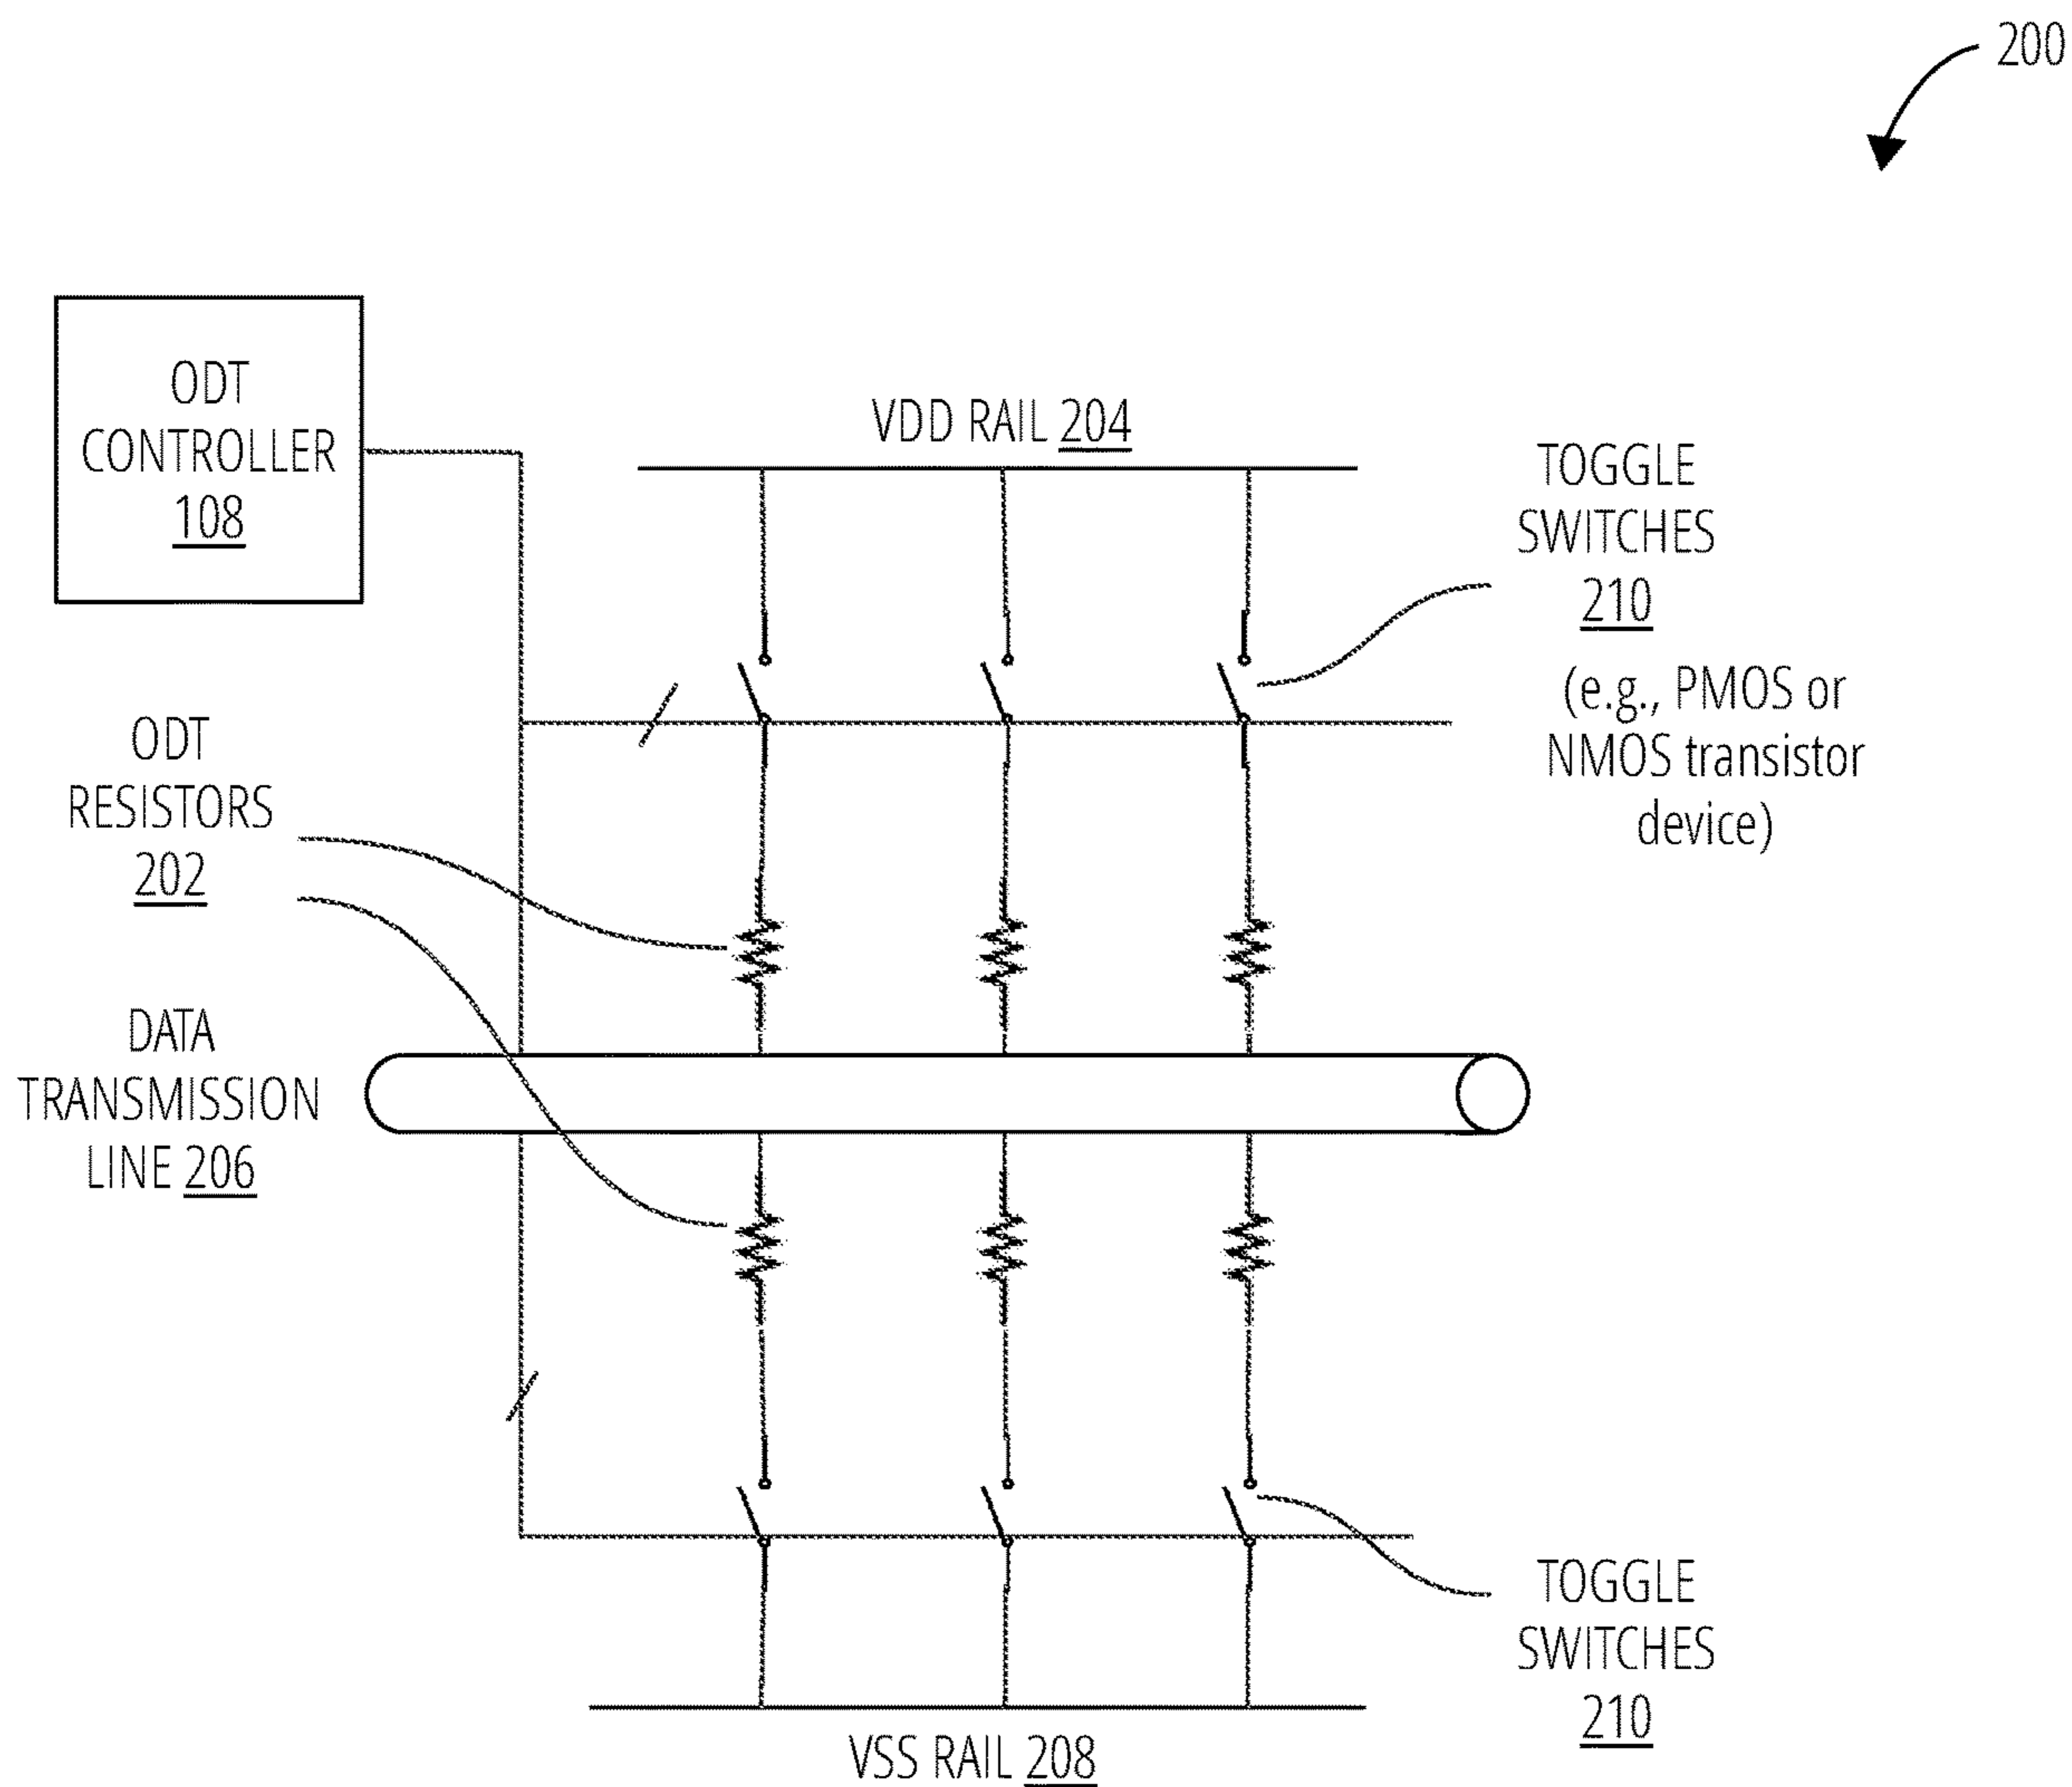 200
ODT
CONTROLLER
108
VDD RAIL 204
TOGGLE
SWITCHES
210
(e.g., PMOS or
NMOS transistor
device)
ODT
RESISTORS
202
DATA
TRANSMISSION
LINE 206
TOGGLE
SWITCHES
210
VSS RAIL 208